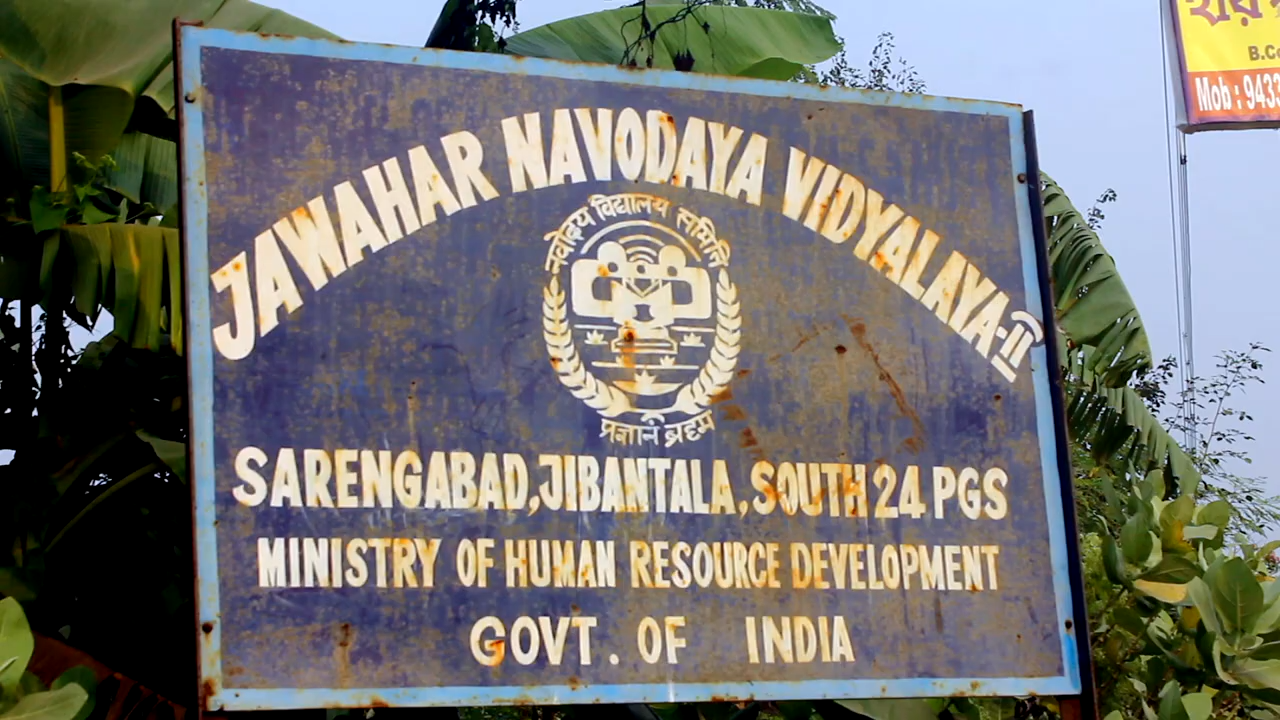 JAWAHAR NAVODAYA VIDYALAYA-II
नवोदय विद्यालय समिति
प्रज्ञानं ब्रह्म
SARENGABAD,JIBANTALA,SOUTH 24 PGS
MINISTRY OF HUMAN RESOURCE DEVELOPMENT
GOVT. OF INDIA
Mob : 9433